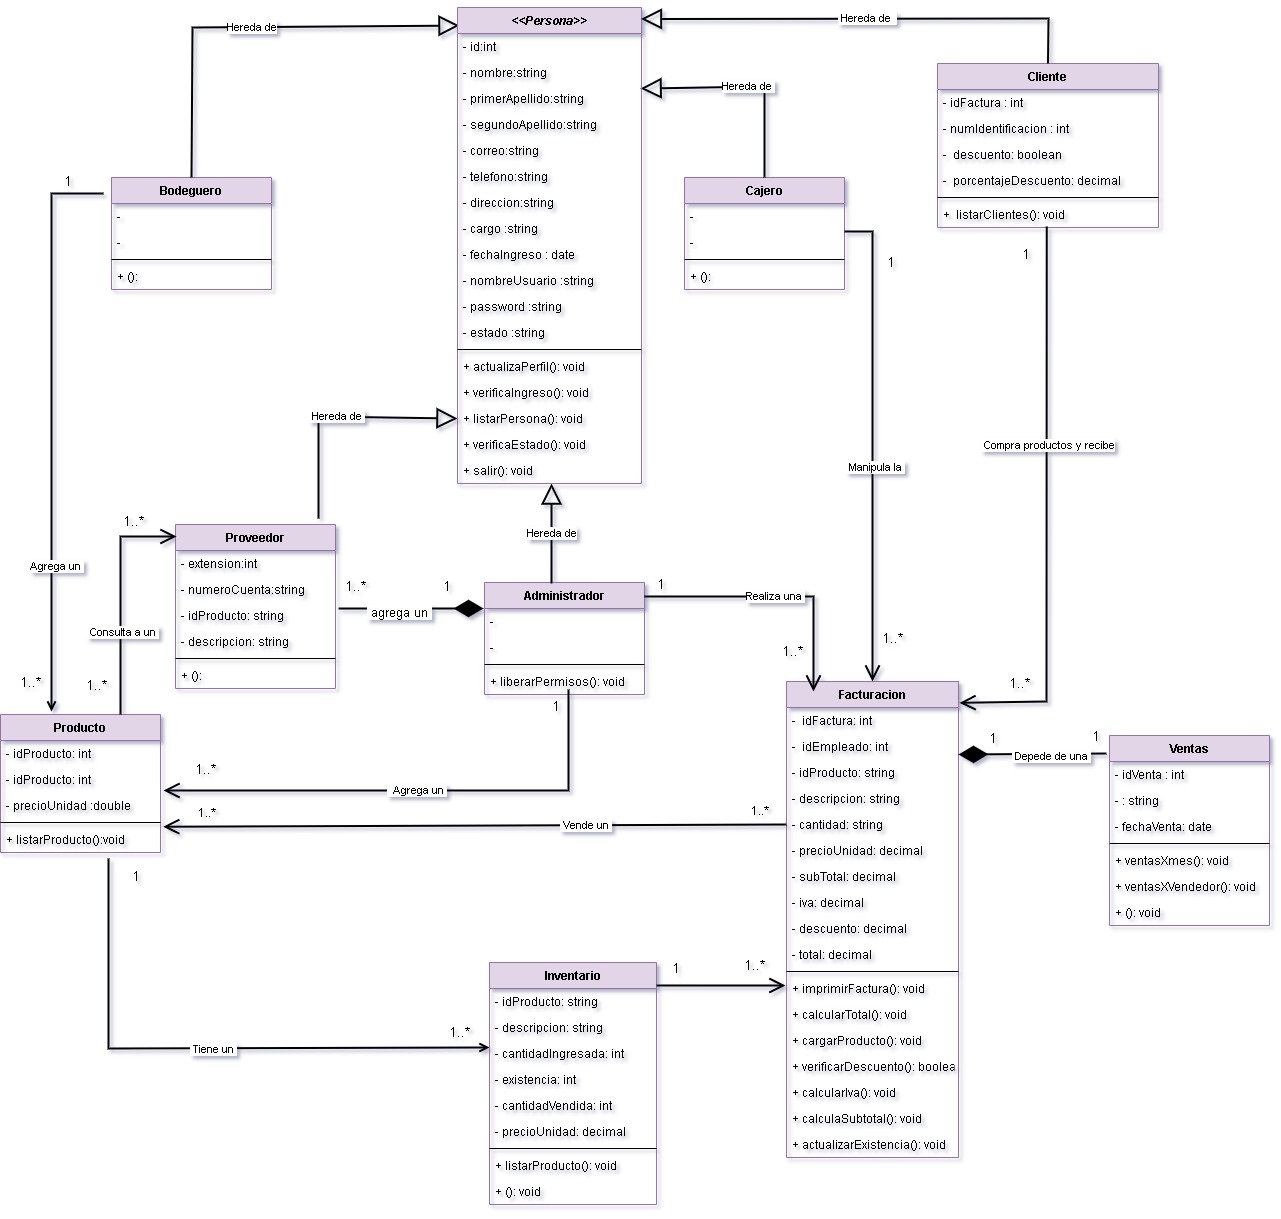 Hereda de
<<Persona>>
- id:int
- nombre:string
- primerApellido:string
- segundoApellido:string
- correo:string
- telefono:string
- direccion:string
- cargo :string
- fechaIngreso : date
- nombreUsuario :string
- password :string
- estado :string
+ actualizaPerfil(): void
+ verificaIngreso(): void
+ listarPersona(): void
+ verificaEstado(): void
+ salir(): void
Hereda de
Cliente
- idFactura : int
- numIdentificacion : int
- descuento: boolean
- porcentajeDescuento: decimal
+ listarClientes(): void
1
Hereda de
1
Bodeguero
-
-
+ ():
Cajero
-
-
+ ():
1
Compra productos y recibe
Manipula la
Hereda de
Hereda de
1..*
Agrega un
Proveedor
- extension:int
- numeroCuenta:string
- idProducto: string
- descripcion: string
+ ():
1..*
1
agrega un
Administrador
-
-
+ liberarPermisos(): void
1
Realiza una
1..*
1..*
1..*
Consulta a un
1..*
1..*
Producto
- idProducto: int
- idProducto: int
- precioUnidad :double
+ listarProducto():void
1
1..*
Agrega un
1..*
Vende un
1..*
Facturacion
- idFactura: int
- idEmpleado: int
- idProducto: string
- descripcion: string
- cantidad: string
- precioUnidad: decimal
- subTotal: decimal
- iva: decimal
- descuento: decimal
- total: decimal
+ imprimirFactura(): void
+ calcularTotal(): void
+ cargarProducto(): void
+ verificarDescuento(): boolea
+ calcularIva(): void
+ calculaSubtotal(): void
+ actualizarExistencia(): void
1
1
Depede de una
Ventas
- idVenta : int
- : string
- fechaVenta: date
+ ventasXmes(): void
+ ventasXVendedor(): void
+ (): void
1
Tiene un
1..*
Inventario
- idProducto: string
- descripcion: string
- cantidadIngresada: int
- existencia: int
- cantidadVendida: int
- precioUnidad: decimal
+ listarProducto(): void
+ (): void
1
1..*